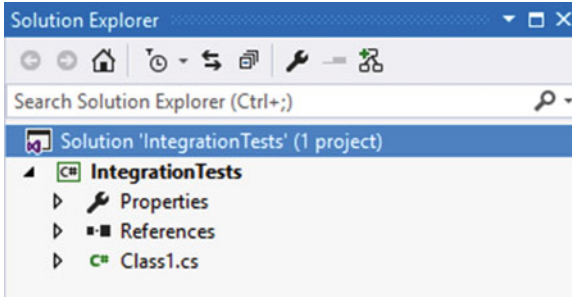 Solution Explorer
Search Solution Explorer (Ctrl+;)
Solution 'IntegrationTests' (1 project)
C# IntegrationTests
Properties
References
C# Class1.cs